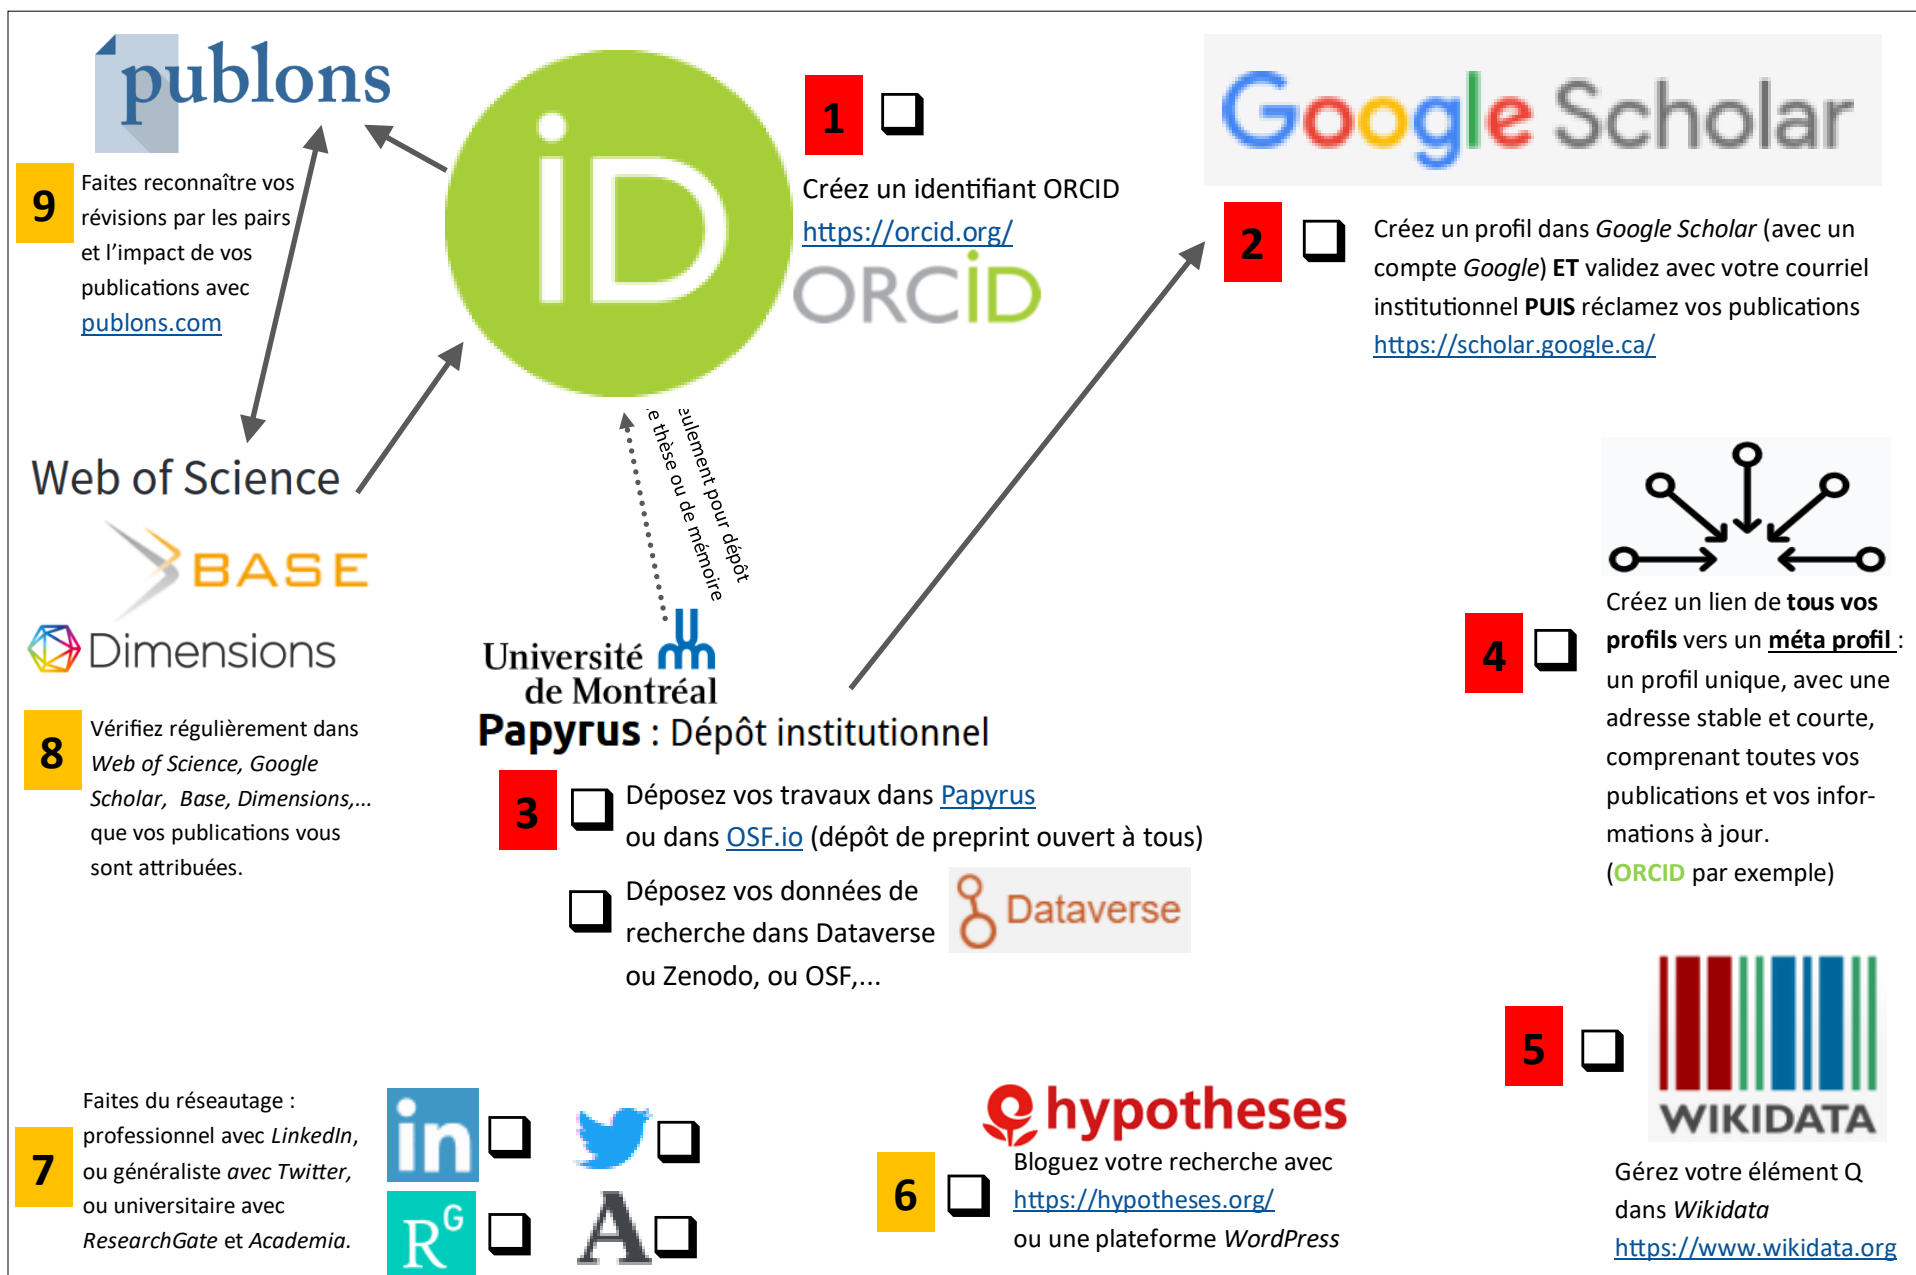 publons
iD
1
Créez un identifiant ORCID
https://orcid.org/
ORCiD
Google Scholar
2
Créez un profil dans Google Scholar (avec un
compte Google) ET validez avec votre courriel
institutionnel PUIS réclamez vos publications
https://scholar.google.ca/
9
Faites reconnaître vos
révisions par les pairs
et l'impact de vos
publications avec
publons.com
Web of Science
BASE
Dimensions
8
Vérifiez régulièrement dans
Web of Science, Google
Scholar, Base, Dimensions,...
que vos publications vous
sont attribuées.
pour dépôt
thèse ou de mémoire
Université
de Montréal
Papyrus : Dépôt institutionnel
3
Déposez vos travaux dans Papyrus
ou dans OSF.io (dépôt de preprint ouvert à tous)
Déposez vos données de
recherche dans Dataverse
ou Zenodo, ou OSF,...
Dataverse
4
Créez un lien de tous vos
profils vers un méta profil :
un profil unique, avec une
adresse stable et courte,
comprenant toutes vos
publications et vos infor-
mations à jour.
(ORCID par exemple)
5
WIKIDATA
Gérez votre élément Q
dans Wikidata
https://www.wikidata.org
hypotheses
6
Bloguez votre recherche avec
https://hypotheses.org/
ou une plateforme WordPress
7
Faites du réseautage :
professionnel avec LinkedIn,
ou généraliste avec Twitter,
ou universitaire avec
ResearchGate et Academia.
in
RG
A